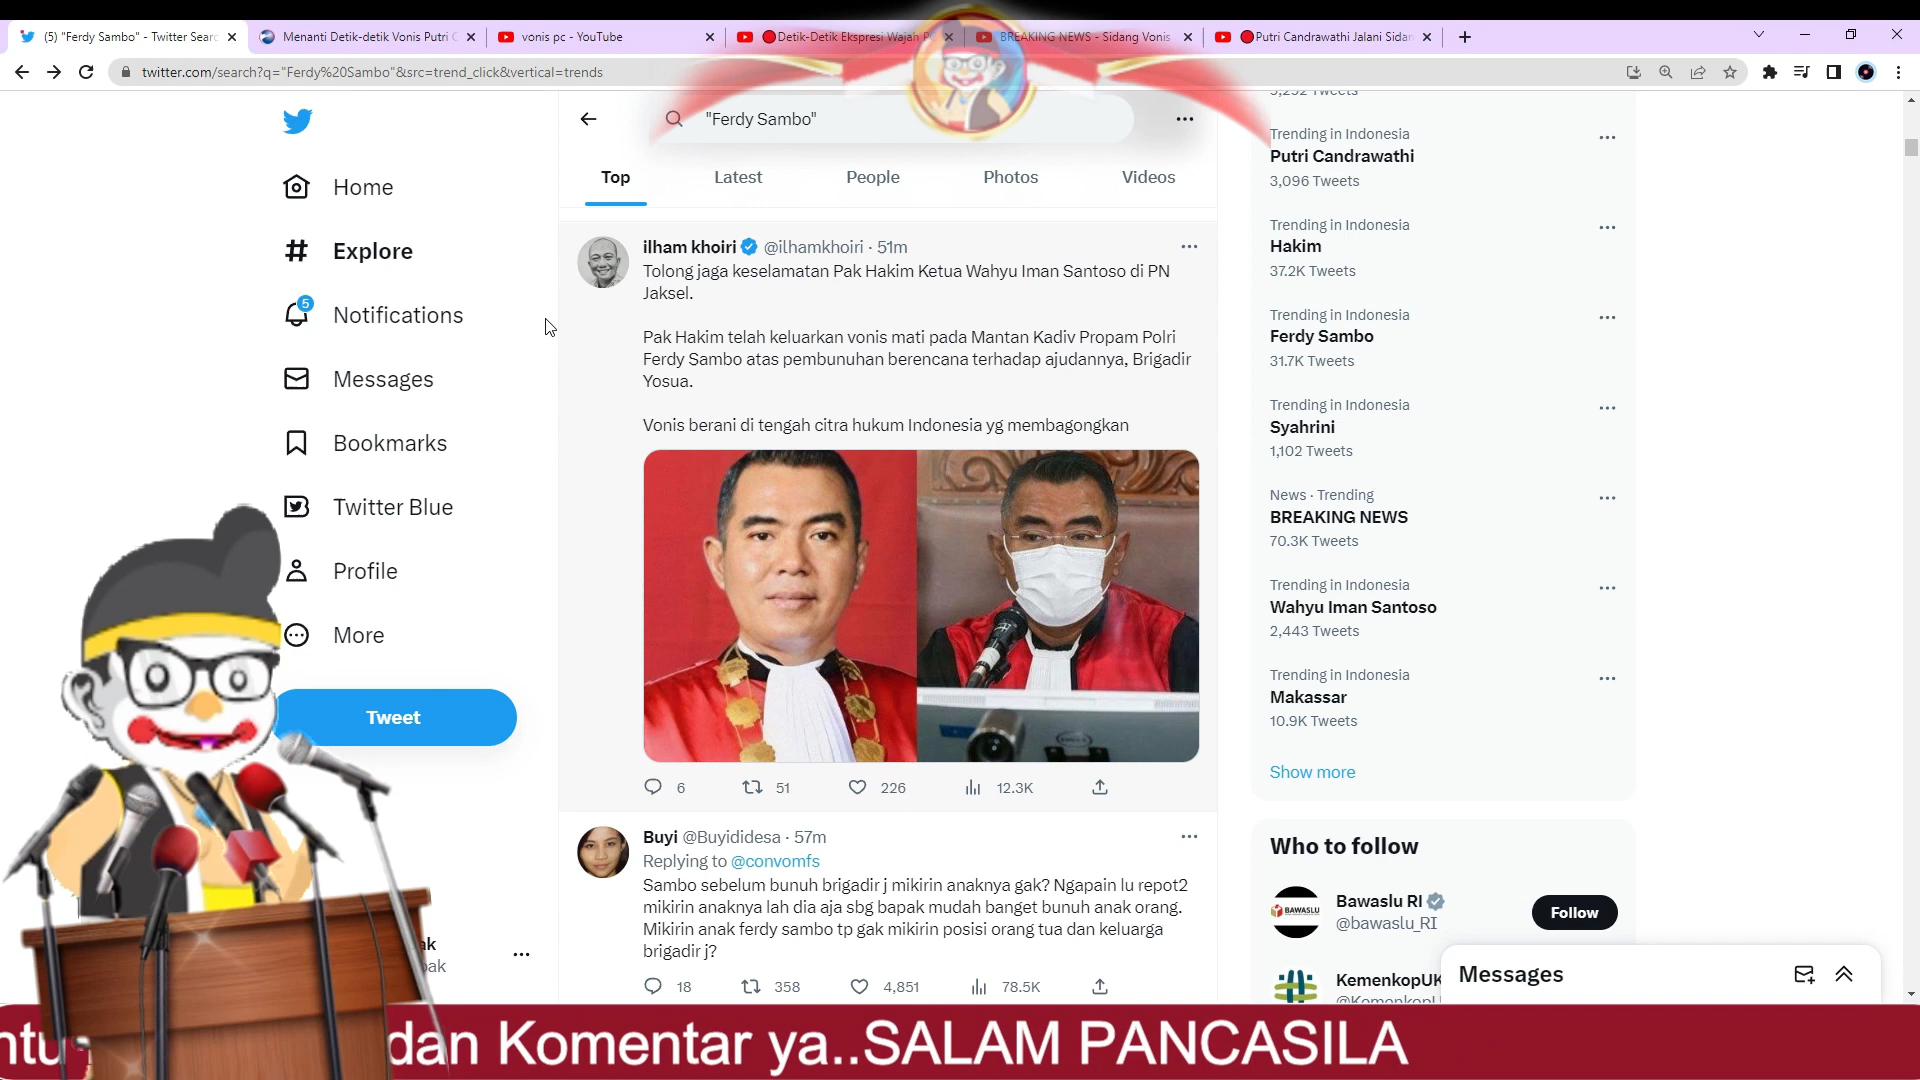 (5) "Ferdy Sambo" - Twitter Searc
Menanti Detik-detik Vonis Putri C
vonis pc - YouTube
Detik-Detik Ekspresi Wajah P
BREAKING NEWS - Sidang Vonis
Putri Candrawathi Jalani Sidan
twitter.com/search?q="Ferdy%20Sambo"&src=trend_click&vertical=trends
"Ferdy Sambo"
Top
Latest
People
Photos
Videos
Home
Explore
5
Notifications
Messages
Bookmarks
Twitter Blue
Profile
More
Tweet
ak
oak
ilham khoiri @ilhamkhoiri · 51m
Tolong jaga keselamatan Pak Hakim Ketua Wahyu Iman Santoso di PN
Jaksel.
Pak Hakim telah keluarkan vonis mati pada Mantan Kadiv Propam Polri
Ferdy Sambo atas pembunuhan berencana terhadap ajudannya, Brigadir
Yosua.
Vonis berani di tengah citra hukum Indonesia yg membagongkan
6
51
226
12.3K
Buyi @Buyididesa · 57m
Replying to @convomfs
Sambo sebelum bunuh brigadir j mikirin anaknya gak? Ngapain lu repot2
mikirin anaknya lah dia aja sbg bapak mudah banget bunuh anak orang.
Mikirin anak ferdy sambo tp gak mikirin posisi orang tua dan keluarga
brigadir j?
18
358
4,851
78.5K
3,292 Tweets
Trending in Indonesia
Putri Candrawathi
3,096 Tweets
Trending in Indonesia
Hakim
37.2K Tweets
Trending in Indonesia
Ferdy Sambo
31.7K Tweets
Trending in Indonesia
Syahrini
1,102 Tweets
News · Trending
BREAKING NEWS
70.3K Tweets
Trending in Indonesia
Wahyu Iman Santoso
2,443 Tweets
Trending in Indonesia
Makassar
10.9K Tweets
Show more
Who to follow
BAWASLU
Bawaslu RI
@bawaslu_RI
Follow
KemenkopUK
Messages
ntu
dan Komentar ya..SALAM PANCASILA